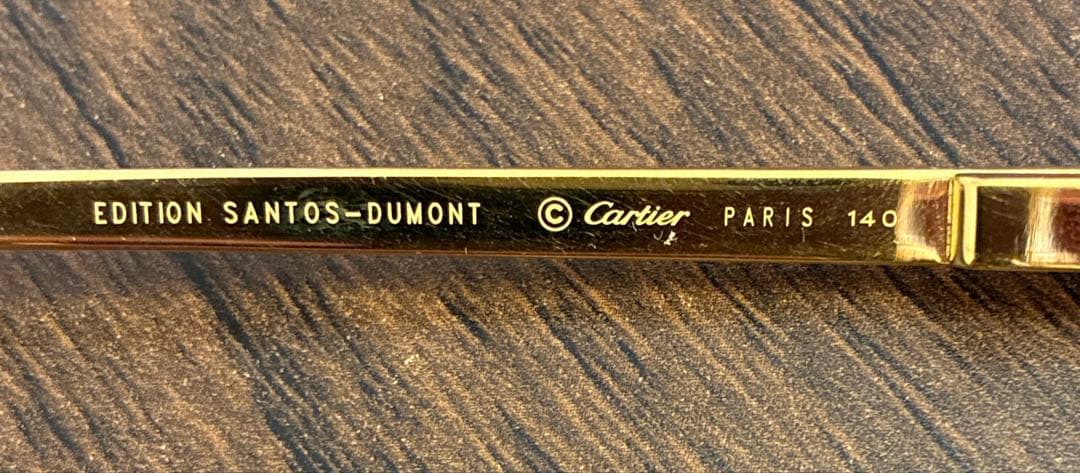 EDITION SANTOS-DUMONT © Cartier PARIS 140